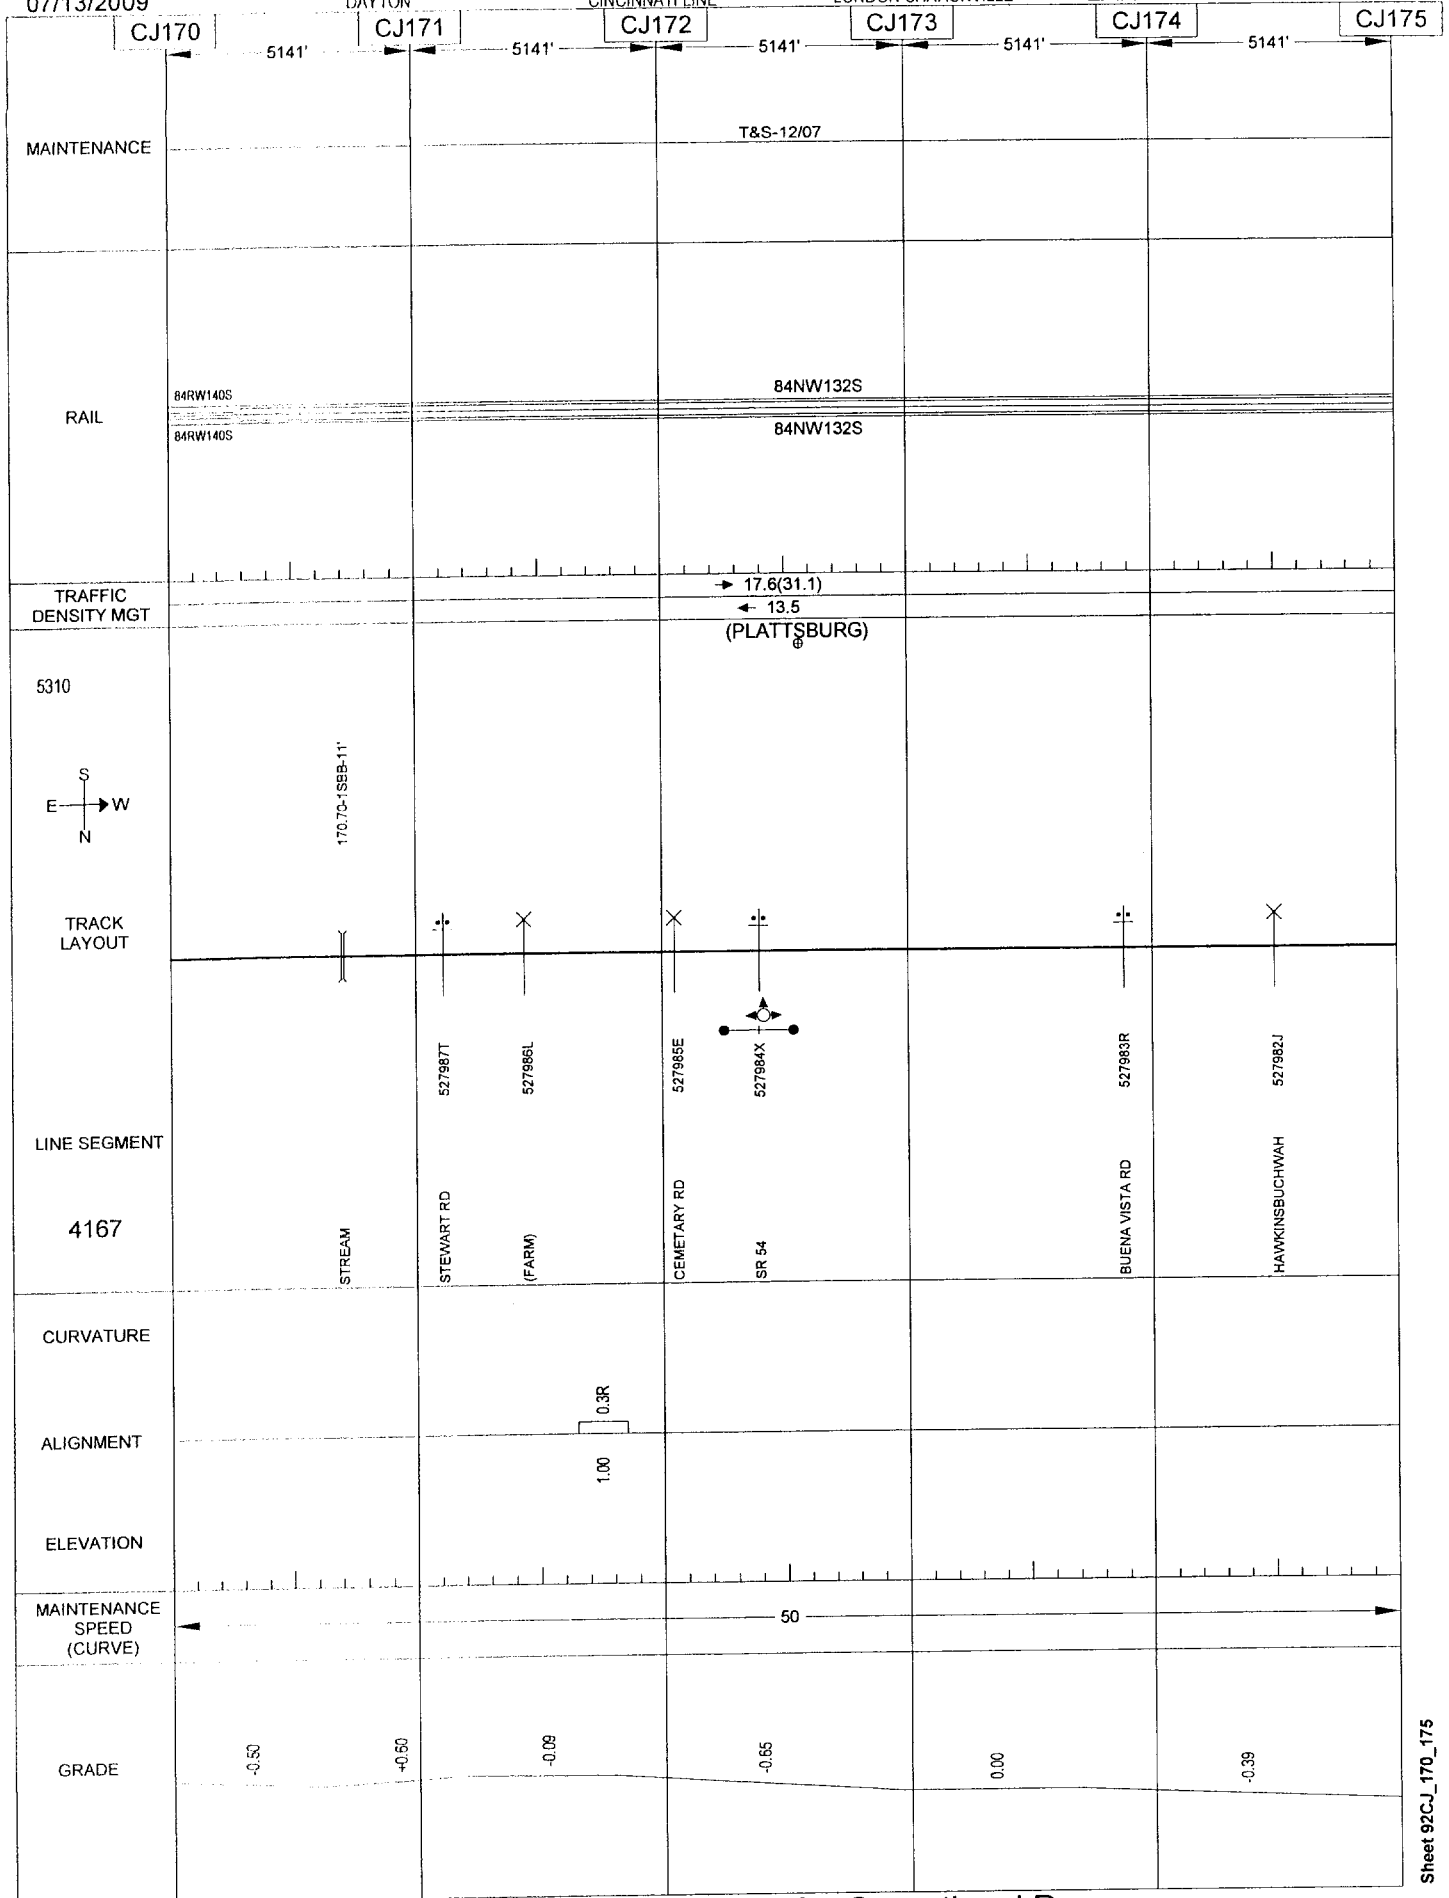 07/13/2009 DAYTON CINCINNATI LINE
CJ170 CJ171 CJ172 CJ173 CJ174 CJ175
5141' 5141' 5141' 5141' 5141'
MAINTENANCE
T&S-12/07
RAIL
84RW140S
84RW140S
84NW132S
84NW132S
TRAFFIC
DENSITY MGT
17.6(31.1)
13.5
(PLATTSBURG)
5310
S
E W
N
170.70-1SBB-11'
TRACK
LAYOUT
527987T
527986L
527985E
527984X
527983R
527982J
LINE SEGMENT
4167
STREAM
STEWART RD
(FARM)
CEMETARY RD
SR 54
BUENA VISTA RD
HAWKINSBUCHWAH
CURVATURE
0.3R
ALIGNMENT
1.00
ELEVATION
MAINTENANCE
SPEED
(CURVE)
50
GRADE
-0.50
+0.60
-0.09
-0.65
0.00
-0.39
Sheet 92CJ_170_175